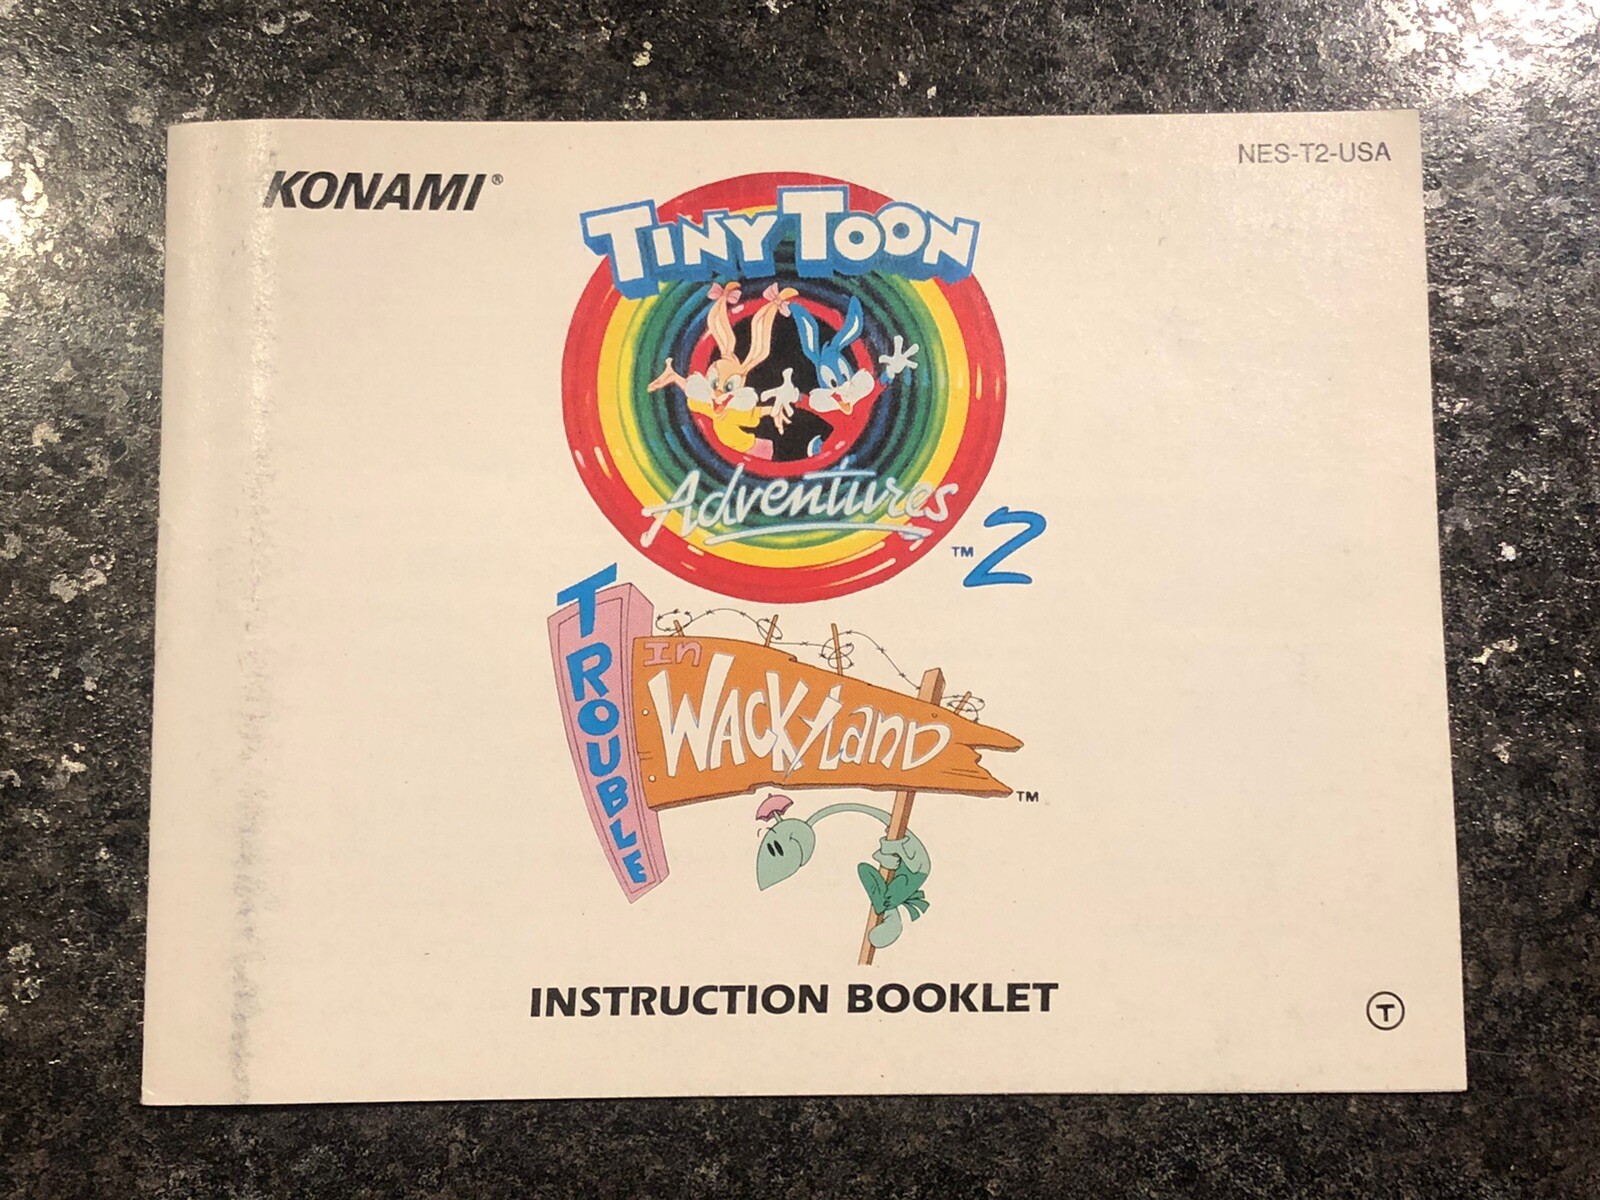 KONAMI®
NES-T2-USA
TINY TOON
Adventures
™ 2
TROUBLE
In
WACKYLAND
™
INSTRUCTION BOOKLET
T